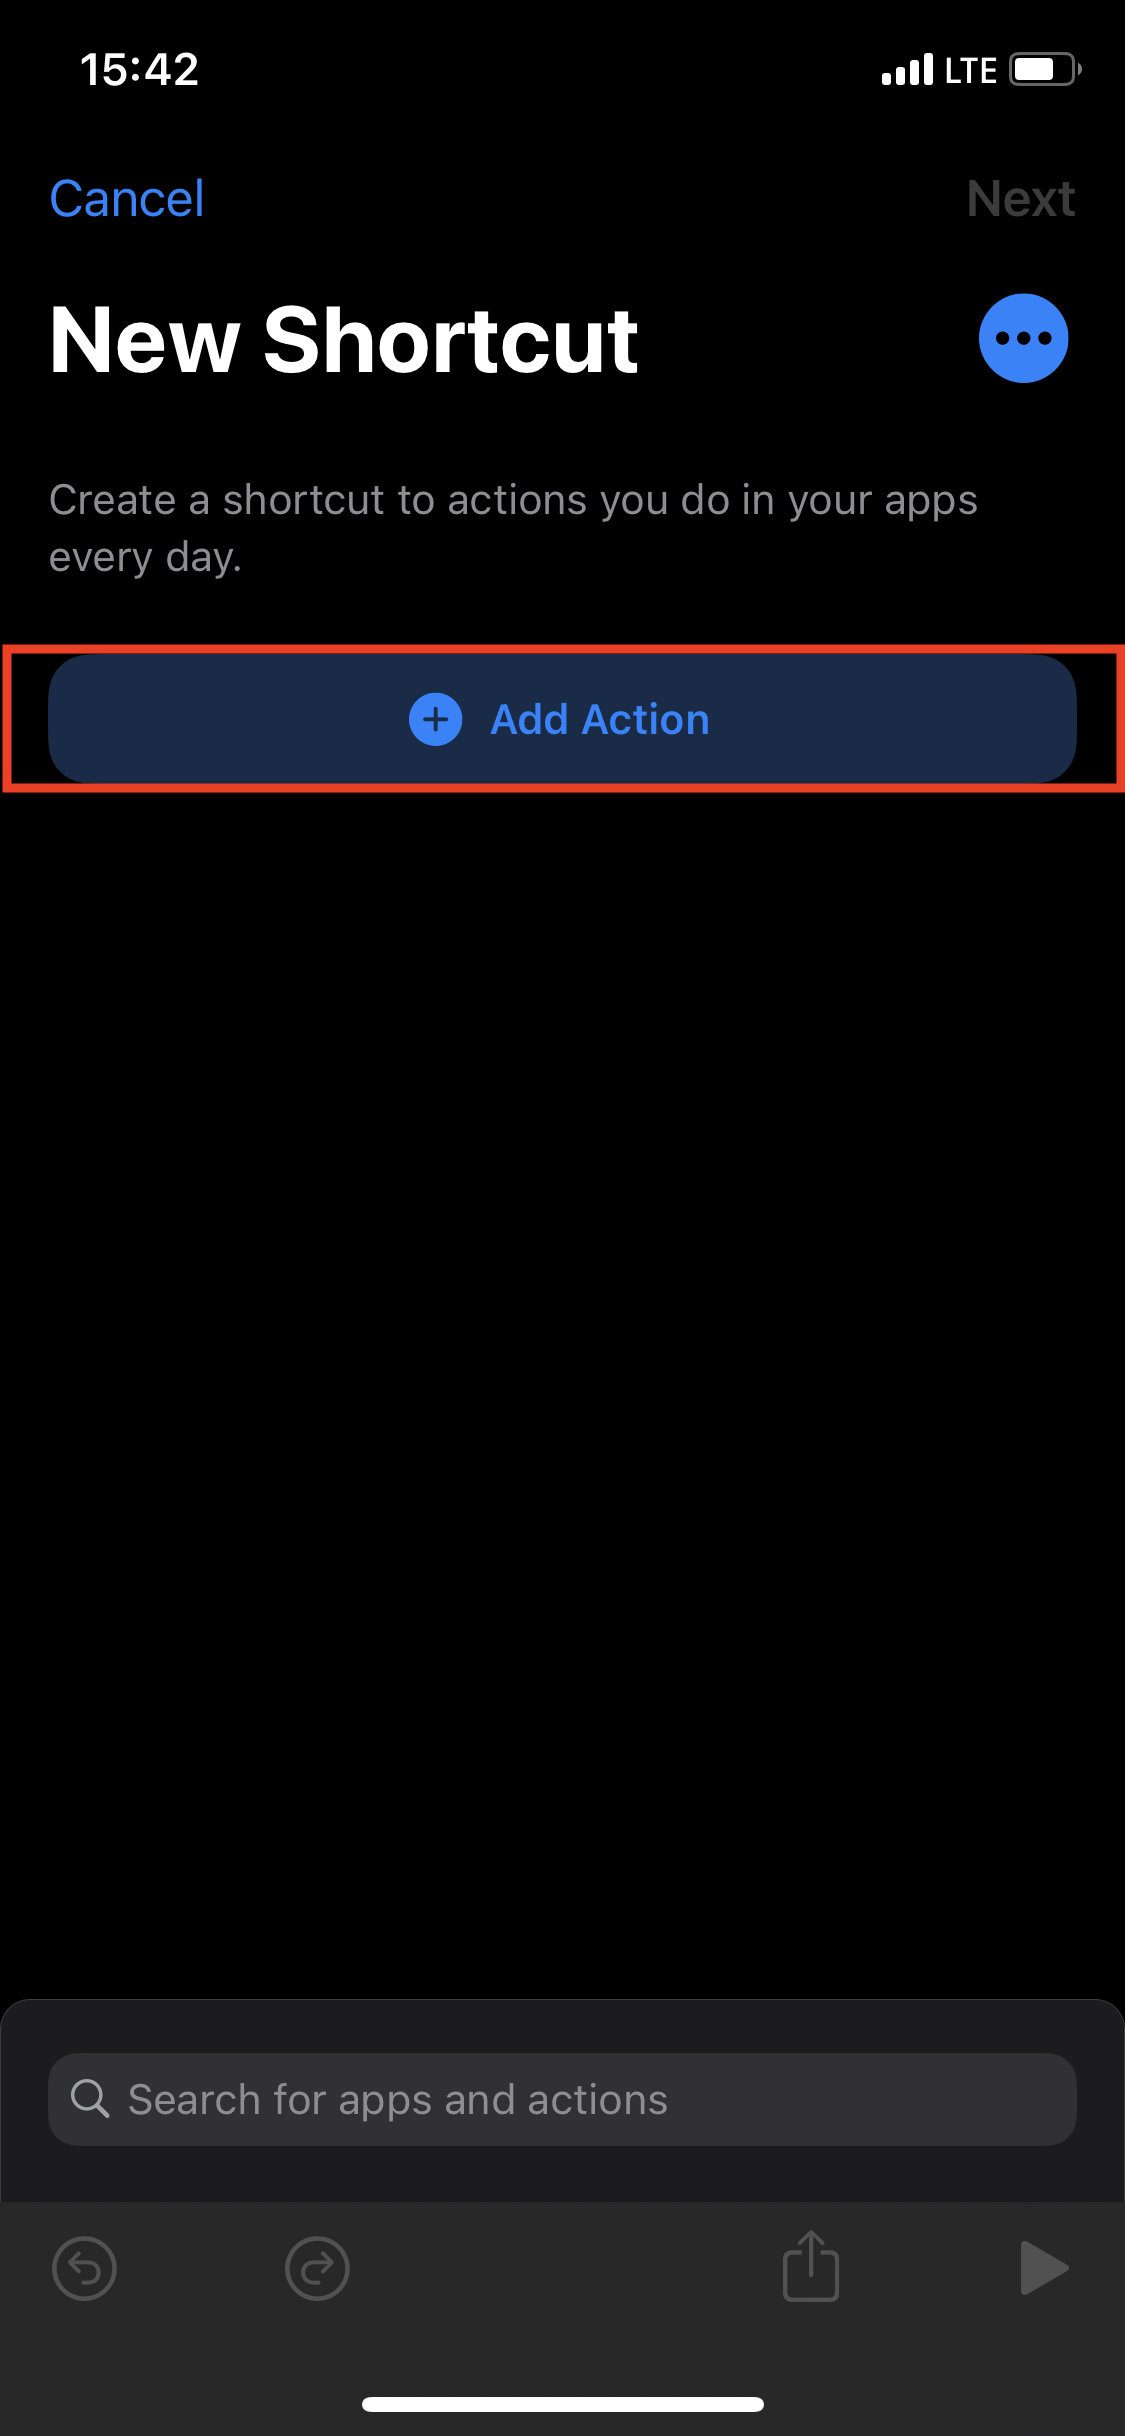 15:42
LTE
Cancel
Next
New Shortcut
Create a shortcut to actions you do in your apps
every day.
Add Action
Search for apps and actions